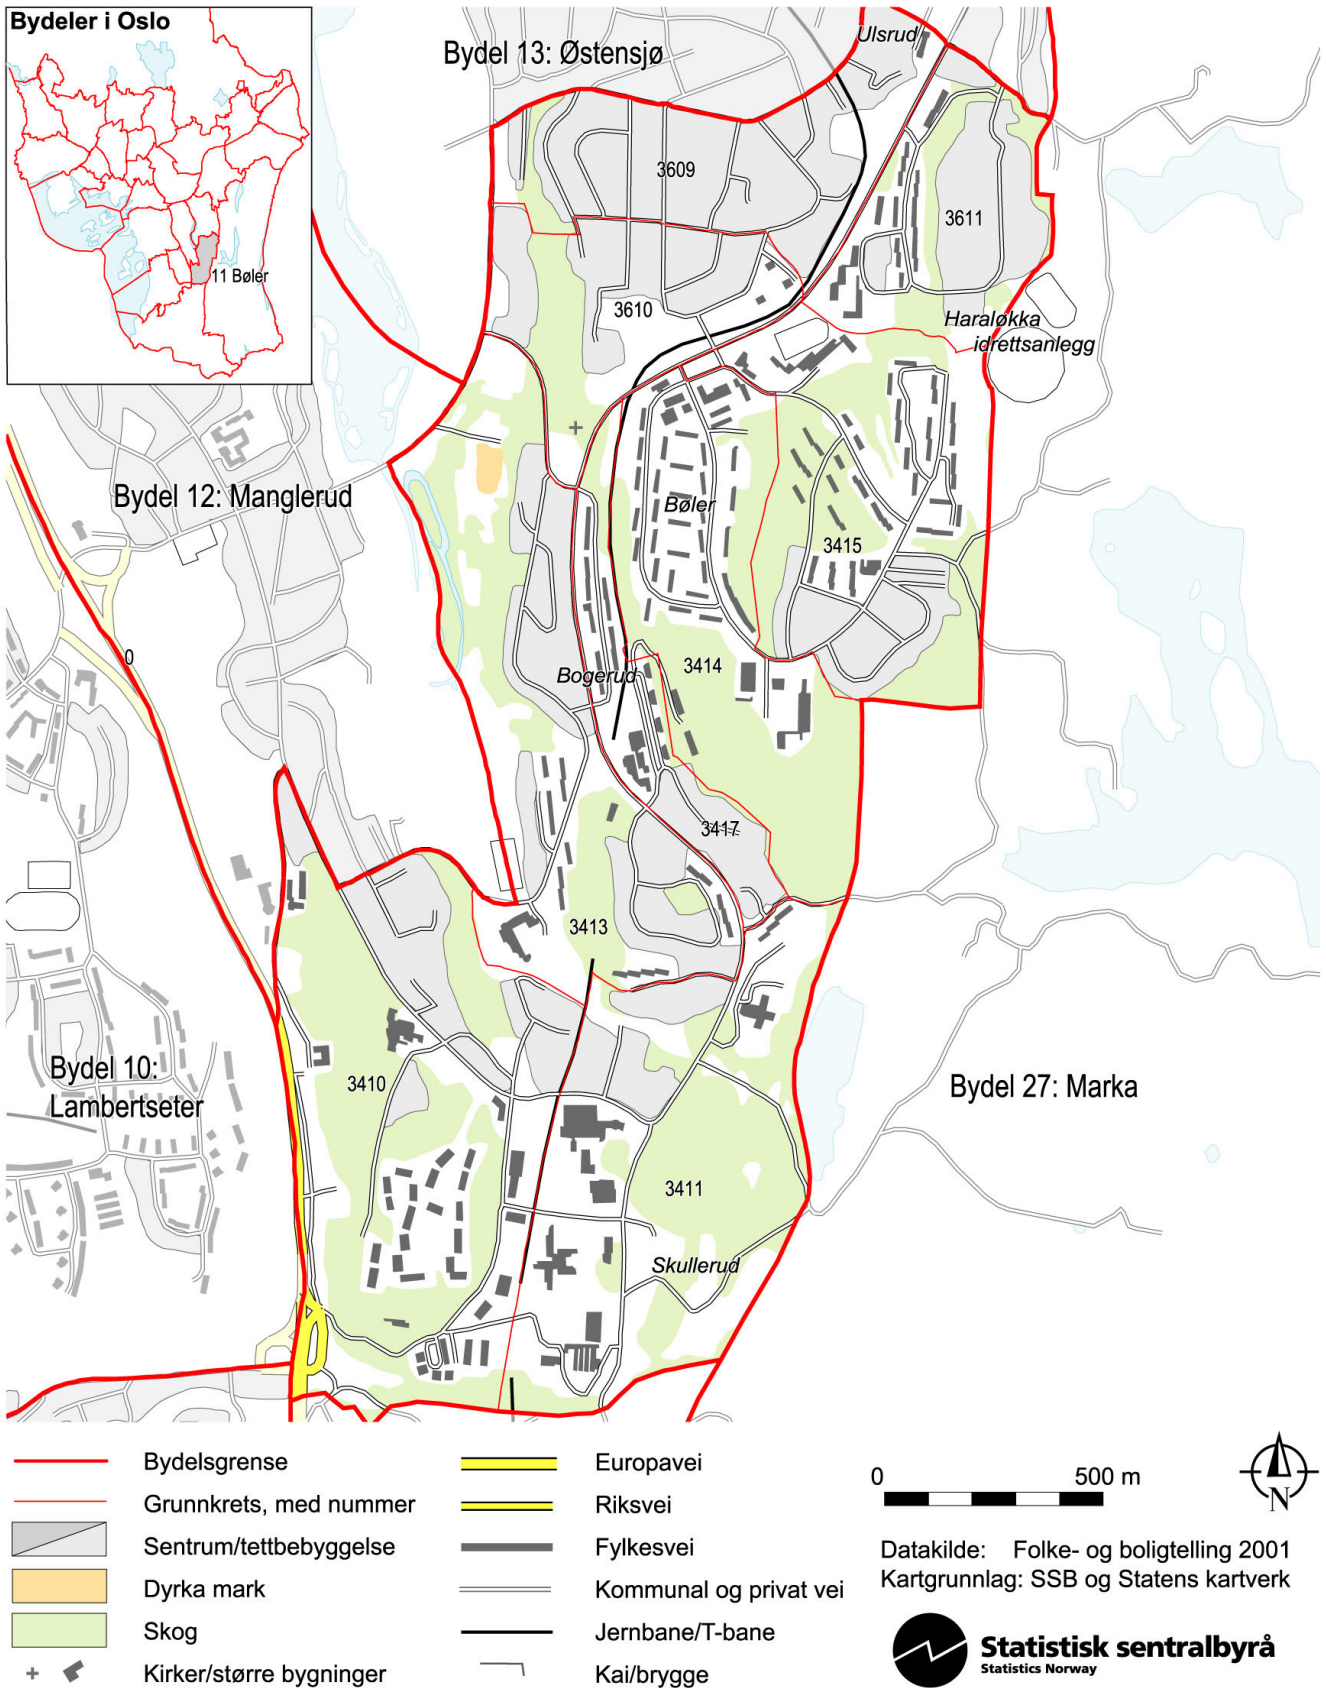 Bydeler i Oslo
11 Bøler
Bydel 13: Østensjø
Ulsrud
3609
3611
3610
Haraløkka
idrettsanlegg
Bydel 12: Manglerud
Bøler
3415
0
3414
Bogerud
3417
3413
Bydel 10:
Lambertseter
3410
Bydel 27: Marka
3411
Skullerud
Bydelsgrense
Grunnkrets, med nummer
Sentrum/tettbebyggelse
Dyrka mark
Skog
Kirker/større bygninger
Europavei
Riksvei
Fylkesvei
Kommunal og privat vei
Jernbane/T-bane
Kai/brygge
0 500 m
N
Datakilde: Folke- og boligtelling 2001
Kartgrunnlag: SSB og Statens kartverk
Statistisk sentralbyrå
Statistics Norway